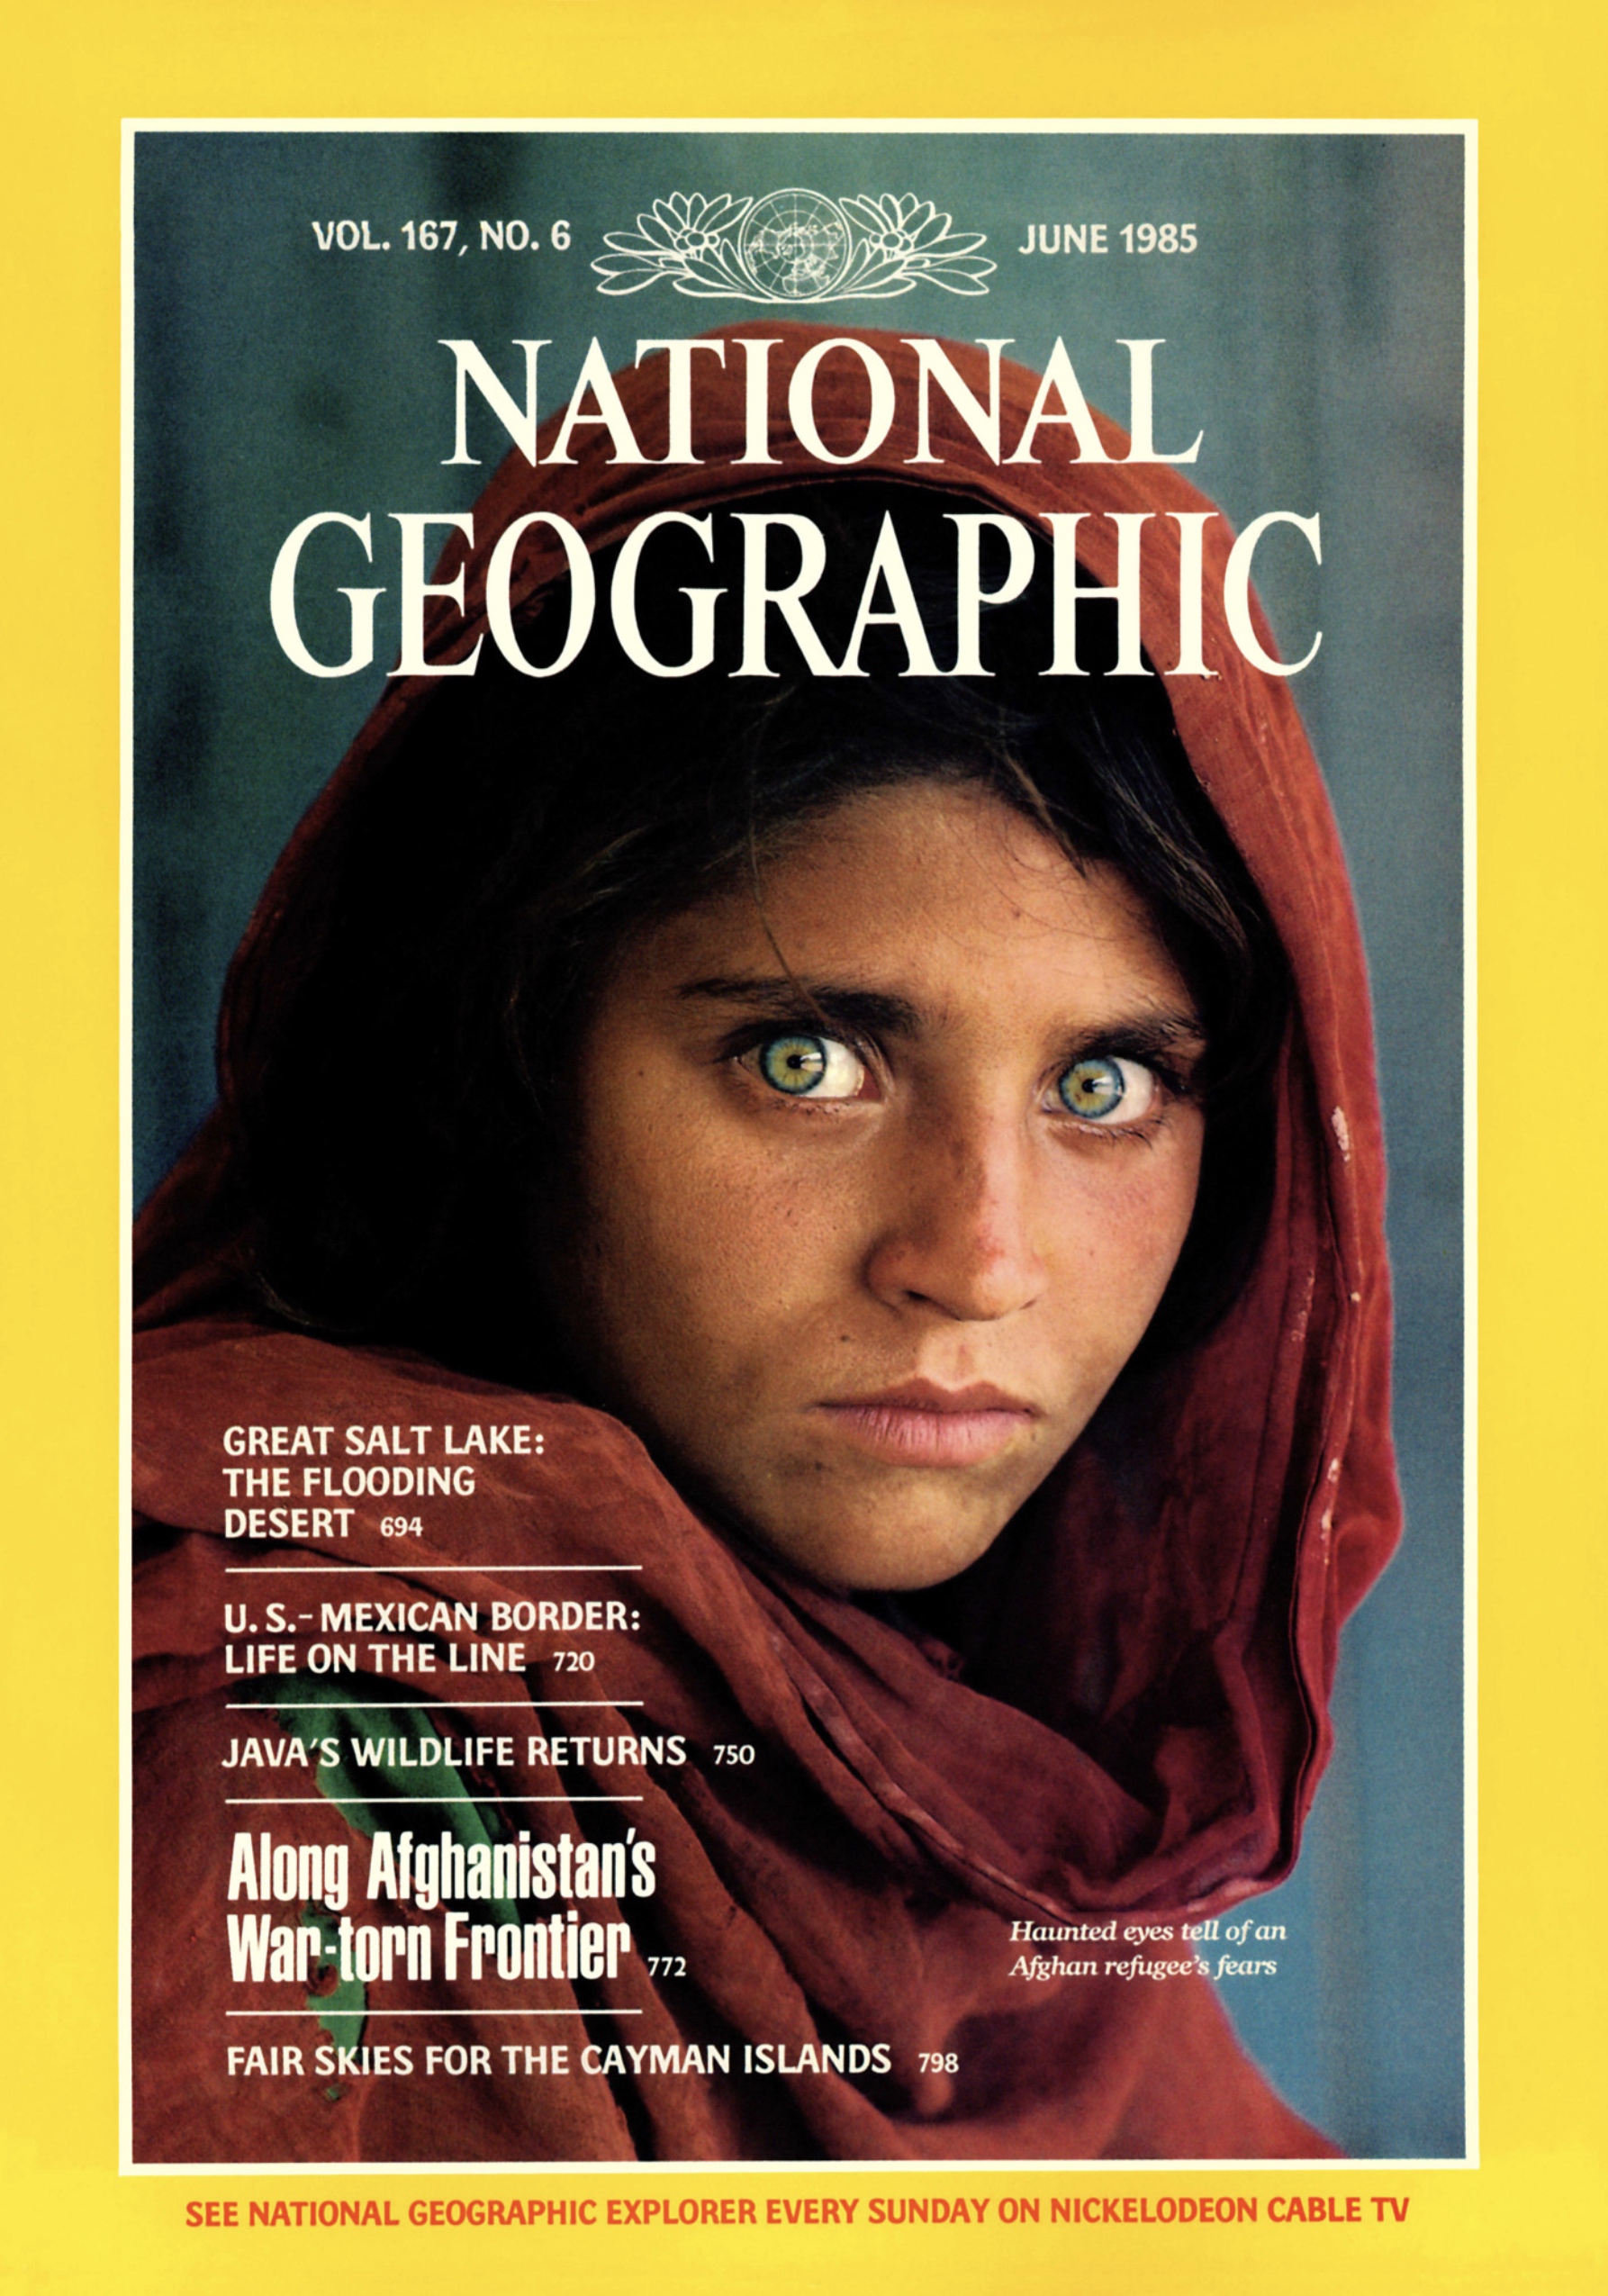 VOL. 167, NO. 6
JUNE 1985
NATIONAL
GEOGRAPHIC
GREAT SALT LAKE:
THE FLOODING
DESERT 694
U. S.– MEXICAN BORDER:
LIFE ON THE LINE 720
JAVA'S WILDLIFE RETURNS 750
Along Afghanistan's
War-torn Frontier 772
FAIR SKIES FOR THE CAYMAN ISLANDS 798
Haunted eyes tell of an
Afghan refugee's fears
SEE NATIONAL GEOGRAPHIC EXPLORER EVERY SUNDAY ON NICKELODEON CABLE TV